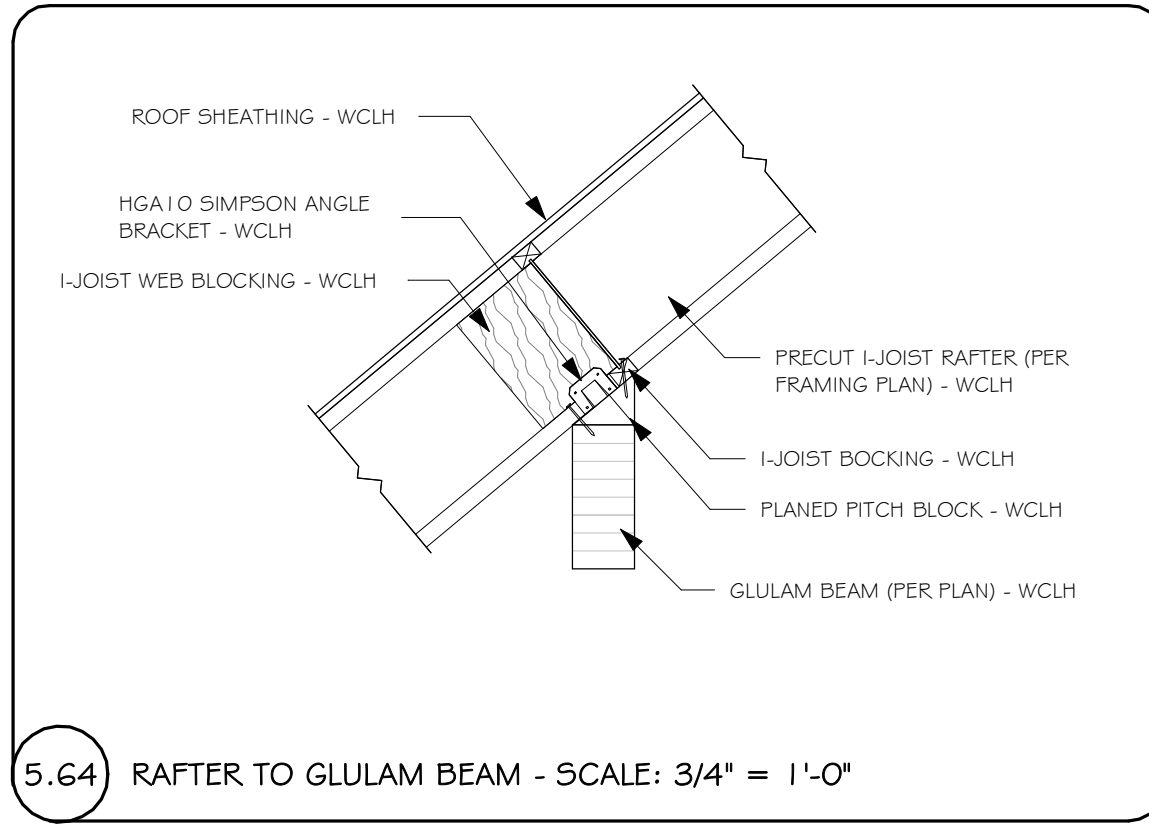 ROOF SHEATHING - WCLH
HGA10 SIMPSON ANGLE
BRACKET - WCLH
I-JOIST WEB BLOCKING - WCLH
PRECUT I-JOIST RAFTER (PER
FRAMING PLAN) - WCLH
I-JOIST BOCKING - WCLH
PLANED PITCH BLOCK - WCLH
GLULAM BEAM (PER PLAN) - WCLH
5.64 RAFTER TO GLULAM BEAM - SCALE: 3/4" = 1'-0"